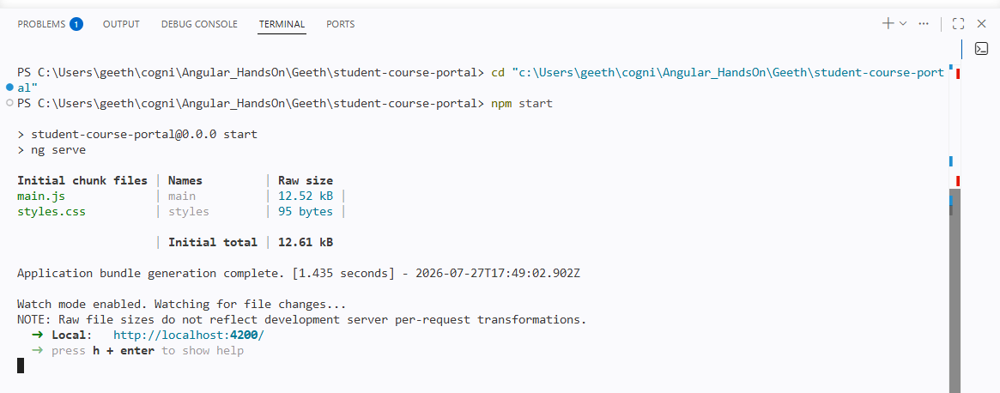 PROBLEMS 1 OUTPUT DEBUG CONSOLE TERMINAL PORTS
PS C:\Users\geeth\cogni\Angular_HandsOn\Geeth\student-course-portal> cd "c:\Users\geeth\cogni\Angular_HandsOn\Geeth\student-course-port
al"
PS C:\Users\geeth\cogni\Angular_HandsOn\Geeth\student-course-portal> npm start
> student-course-portal@0.0.0 start
> ng serve
Initial chunk files | Names | Raw size
main.js | main | 12.52 kB |
styles.css | styles | 95 bytes |
| Initial total | 12.61 kB
Application bundle generation complete. [1.435 seconds] - 2026-07-27T17:49:02.902Z
Watch mode enabled. Watching for file changes...
NOTE: Raw file sizes do not reflect development server per-request transformations.
➜ Local: http://localhost:4200/
➜ press h + enter to show help